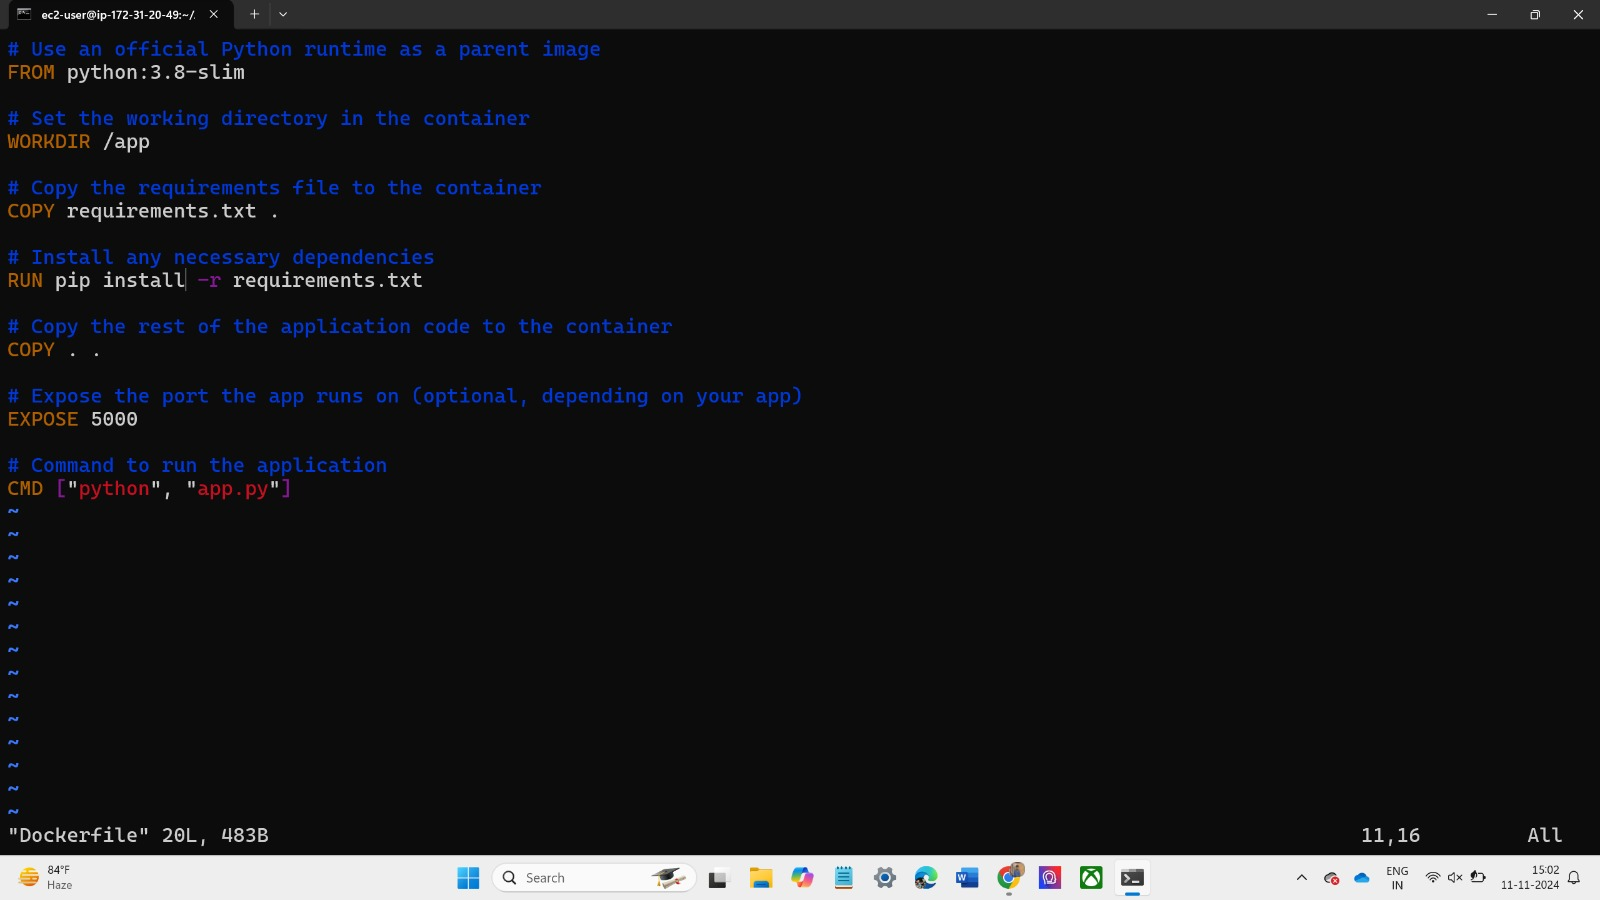 ec2-user@ip-172-31-20-49:~/.
# Use an official Python runtime as a parent image
FROM python:3.8-slim
# Set the working directory in the container
WORKDIR /app
# Copy the requirements file to the container
COPY requirements.txt .
# Install any necessary dependencies
RUN pip install -r requirements.txt
# Copy the rest of the application code to the container
COPY . .
# Expose the port the app runs on (optional, depending on your app)
EXPOSE 5000
# Command to run the application
CMD ["python", "app.py"]
~
~
~
~
~
~
~
~
~
~
~
~
~
~
"Dockerfile" 20L, 483B 11,16 All
84°F
Haze
Search
ENG
IN
15:02
11-11-2024